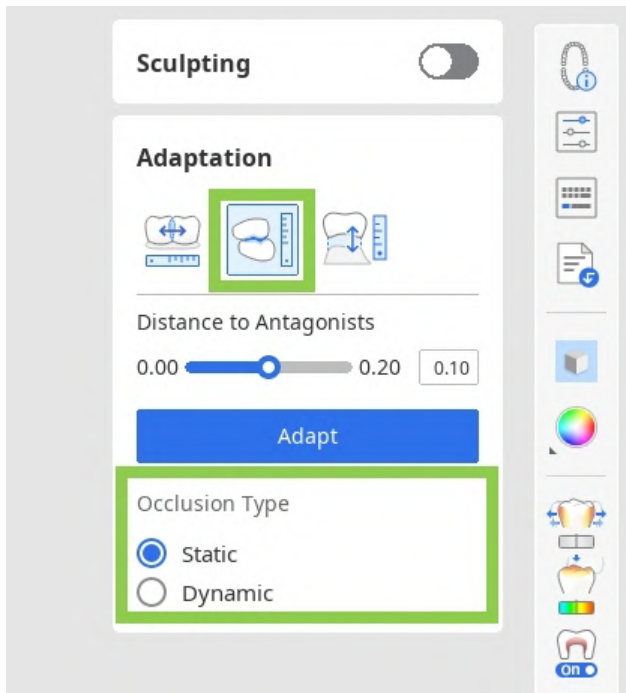 Sculpting
Adaptation
Distance to Antagonists
0.00 0.20 0.10
Adapt
Occlusion Type
Static
Dynamic
On